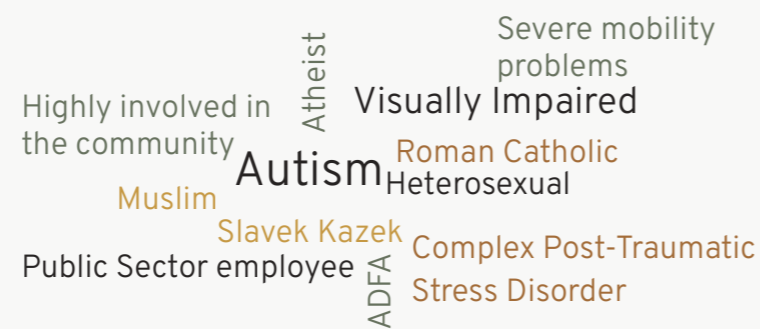 Severe mobility
problems
Atheist
Highly involved in
the community
Visually Impaired
Autism
Roman Catholic
Heterosexual
Muslim
Slavek Kazek
Public Sector employee
ADFA
Complex Post-Traumatic
Stress Disorder